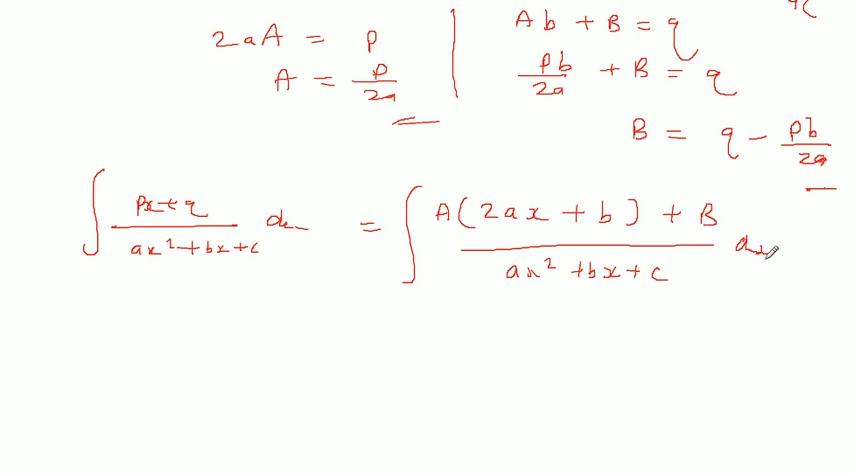 2aA = p | Ab + B = q
A = p/2a
pb/2a + B = q
B = q - pb/2a
∫ px+q / ax²+bx+c dx = ∫ A(2ax+b) + B / ax²+bx+c dx